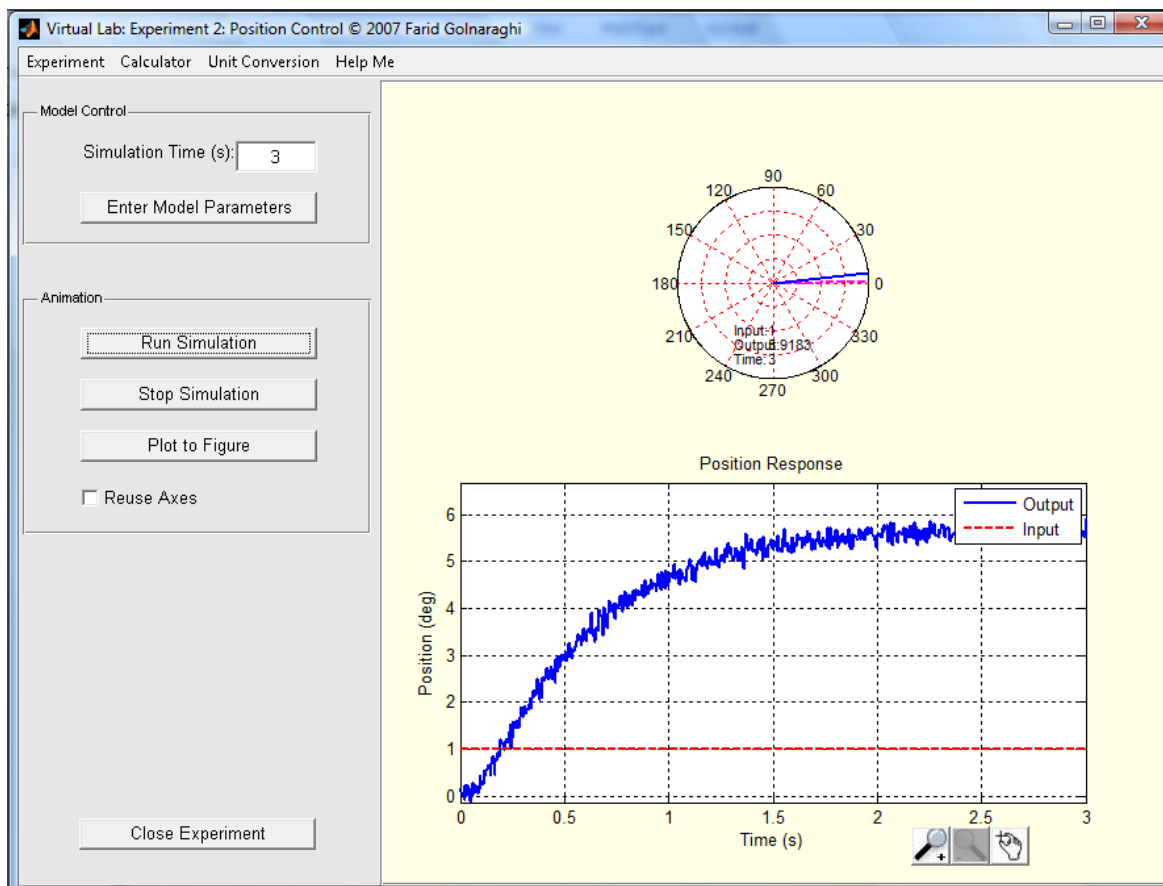 Virtual Lab: Experiment 2: Position Control © 2007 Farid Golnaraghi
Experiment Calculator Unit Conversion Help Me
Model Control
Simulation Time (s): 3
Enter Model Parameters
Animation
Run Simulation
Stop Simulation
Plot to Figure
Reuse Axes
Close Experiment
90
120 60
150 30
180 0
210 330
240 300
270
Input: 1
Output: .9183
Time: 3
Position Response
Output
Input
6
5
4
3
2
1
0
Position (deg)
0 0.5 1 1.5 2 2.5 3
Time (s)